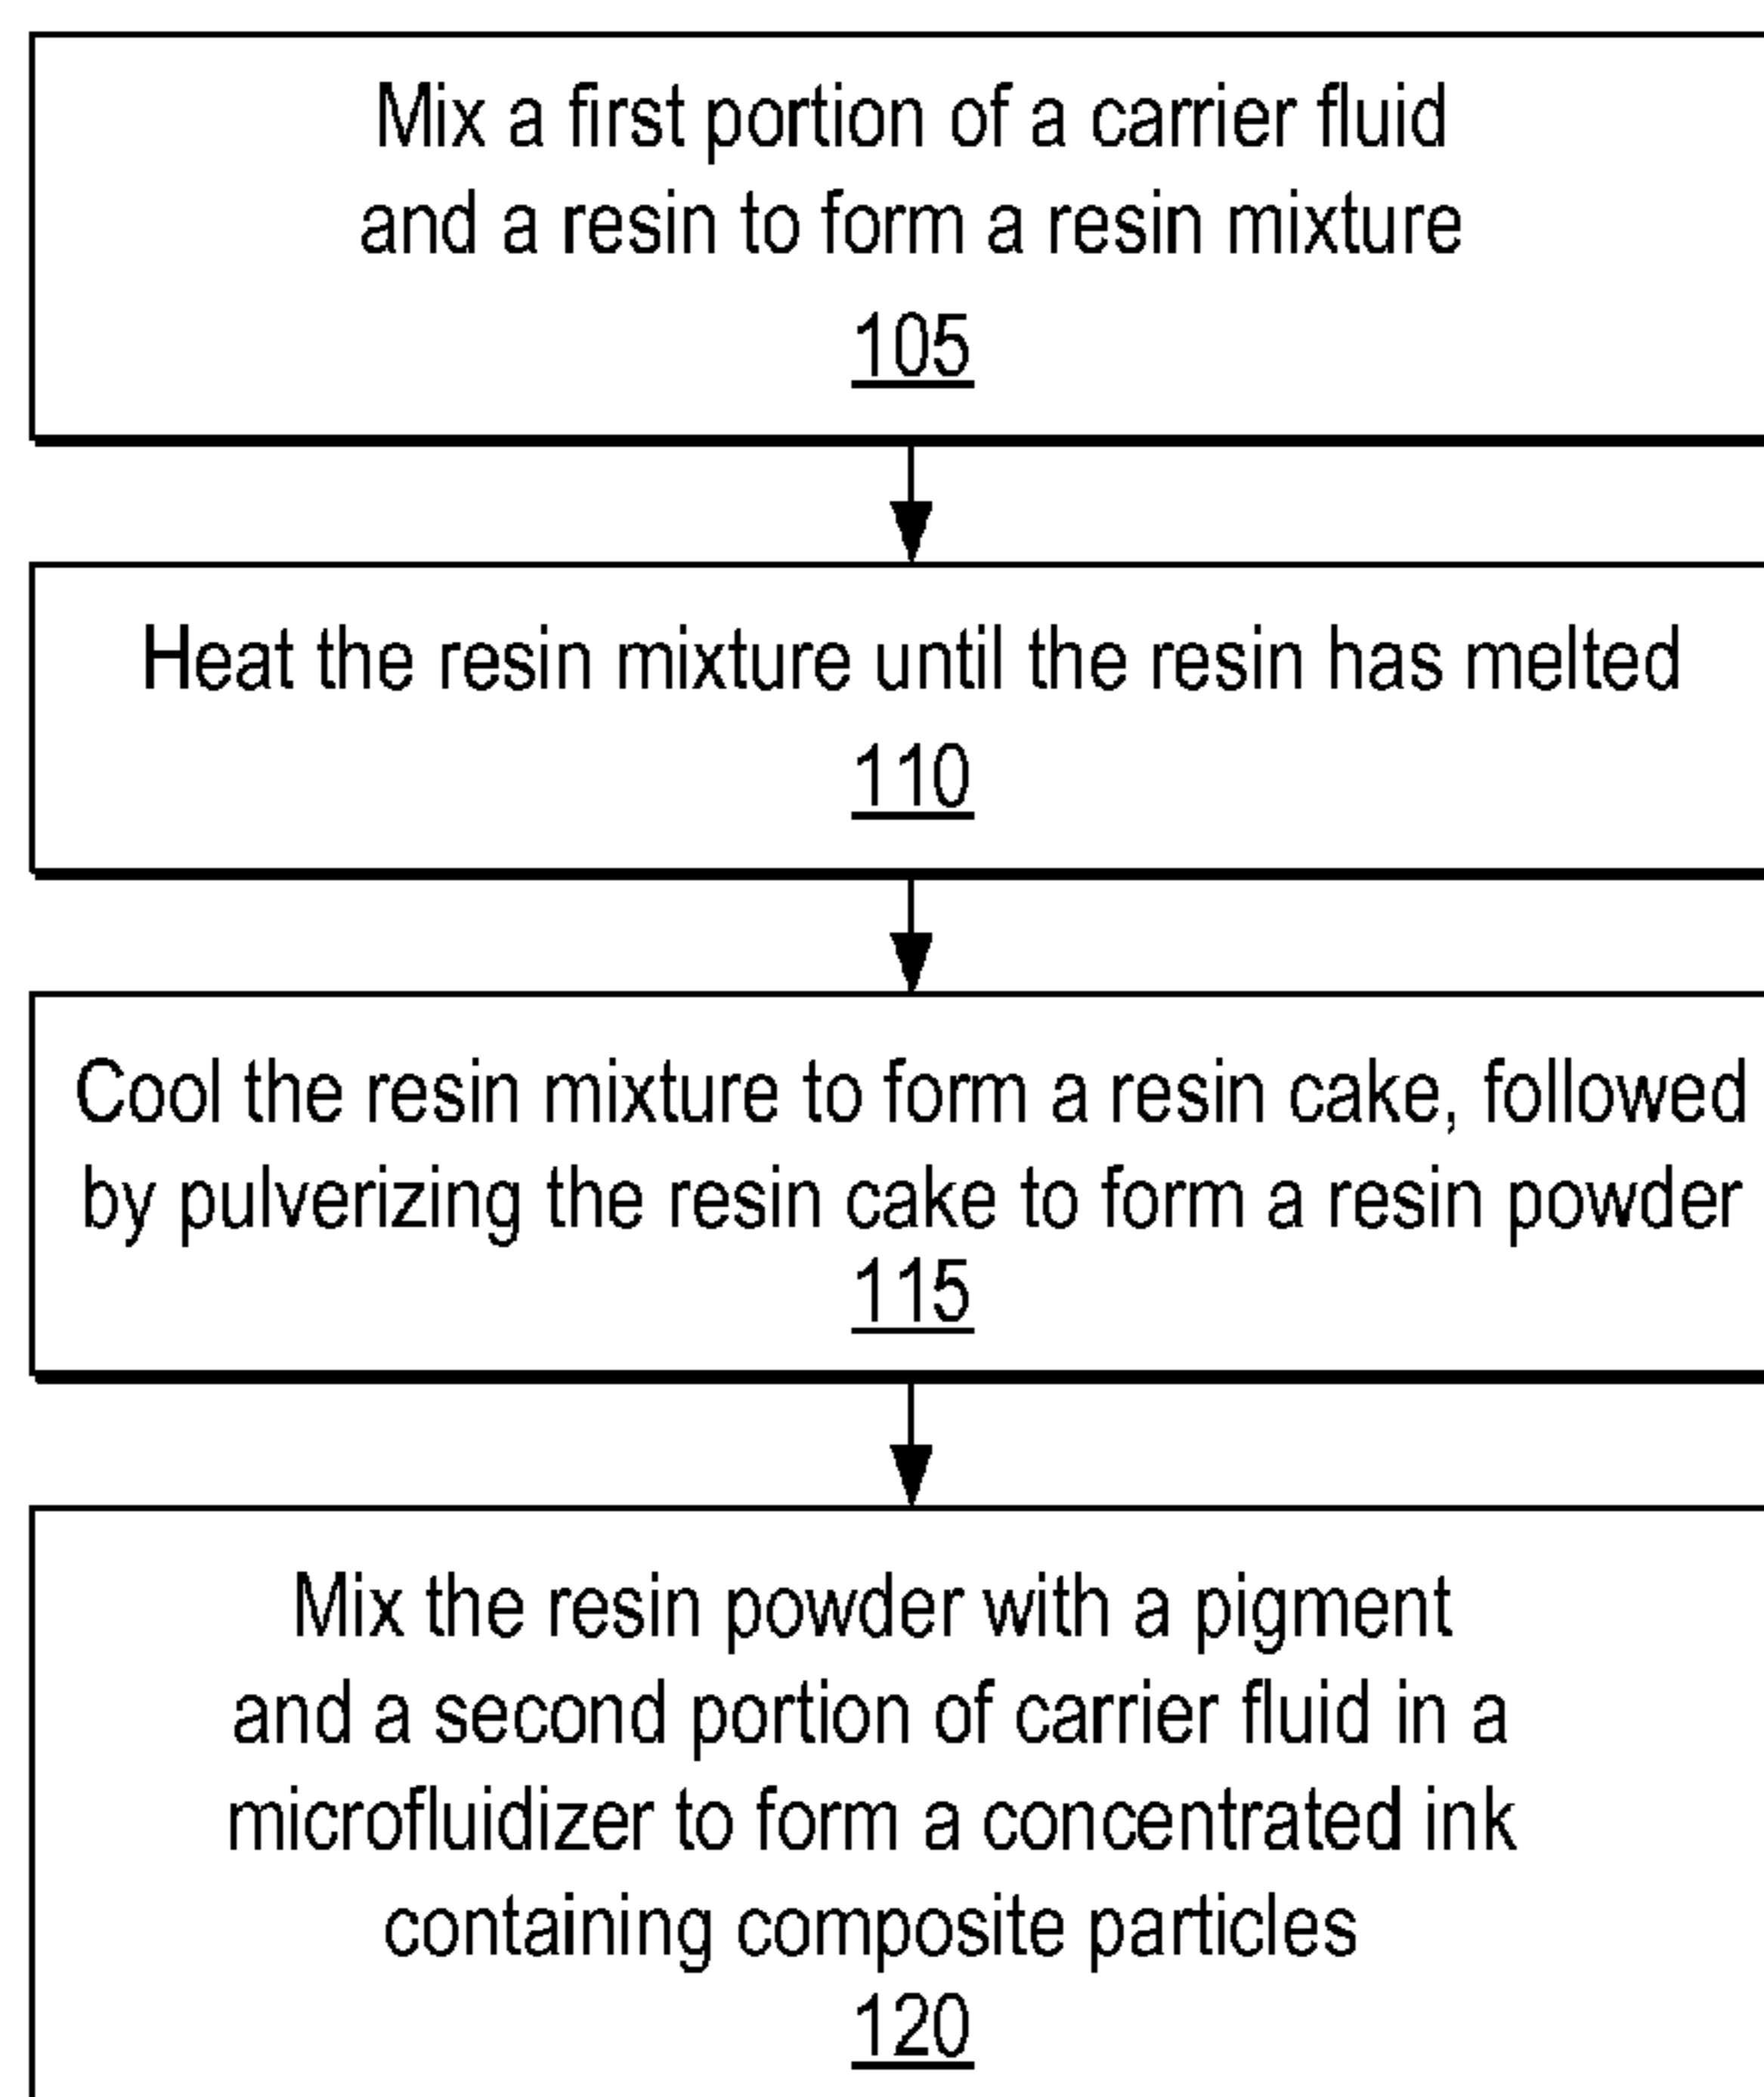 Mix a first portion of a carrier fluid
and a resin to form a resin mixture
105
Heat the resin mixture until the resin has melted
110
Cool the resin mixture to form a resin cake, followed
by pulverizing the resin cake to form a resin powder
115
Mix the resin powder with a pigment
and a second portion of carrier fluid in a
microfluidizer to form a concentrated ink
containing composite particles
120